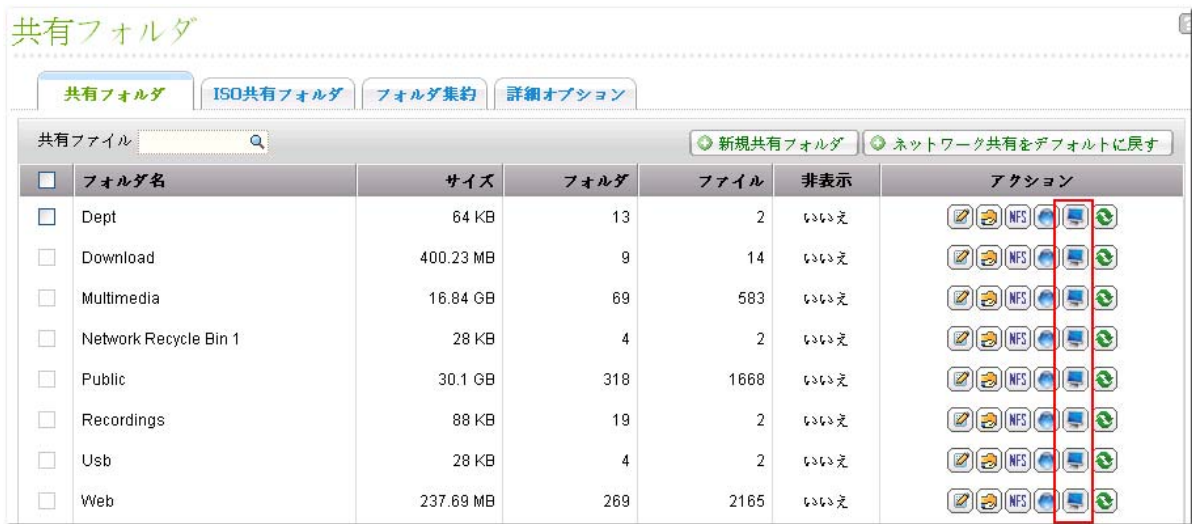 共有フォルダ
共有フォルダ ISO共有フォルダ フォルダ集約 詳細オプション
共有ファイル 新規共有フォルダ ネットワーク共有をデフォルトに戻す
フォルダ名 サイズ フォルダ ファイル 非表示 アクション
Dept 64 KB 13 2 いいえ NFS
Download 400.23 MB 9 14 いいえ NFS
Multimedia 16.84 GB 69 583 いいえ NFS
Network Recycle Bin 1 28 KB 4 2 いいえ NFS
Public 30.1 GB 318 1668 いいえ NFS
Recordings 88 KB 19 2 いいえ NFS
Usb 28 KB 4 2 いいえ NFS
Web 237.69 MB 269 2165 いいえ NFS